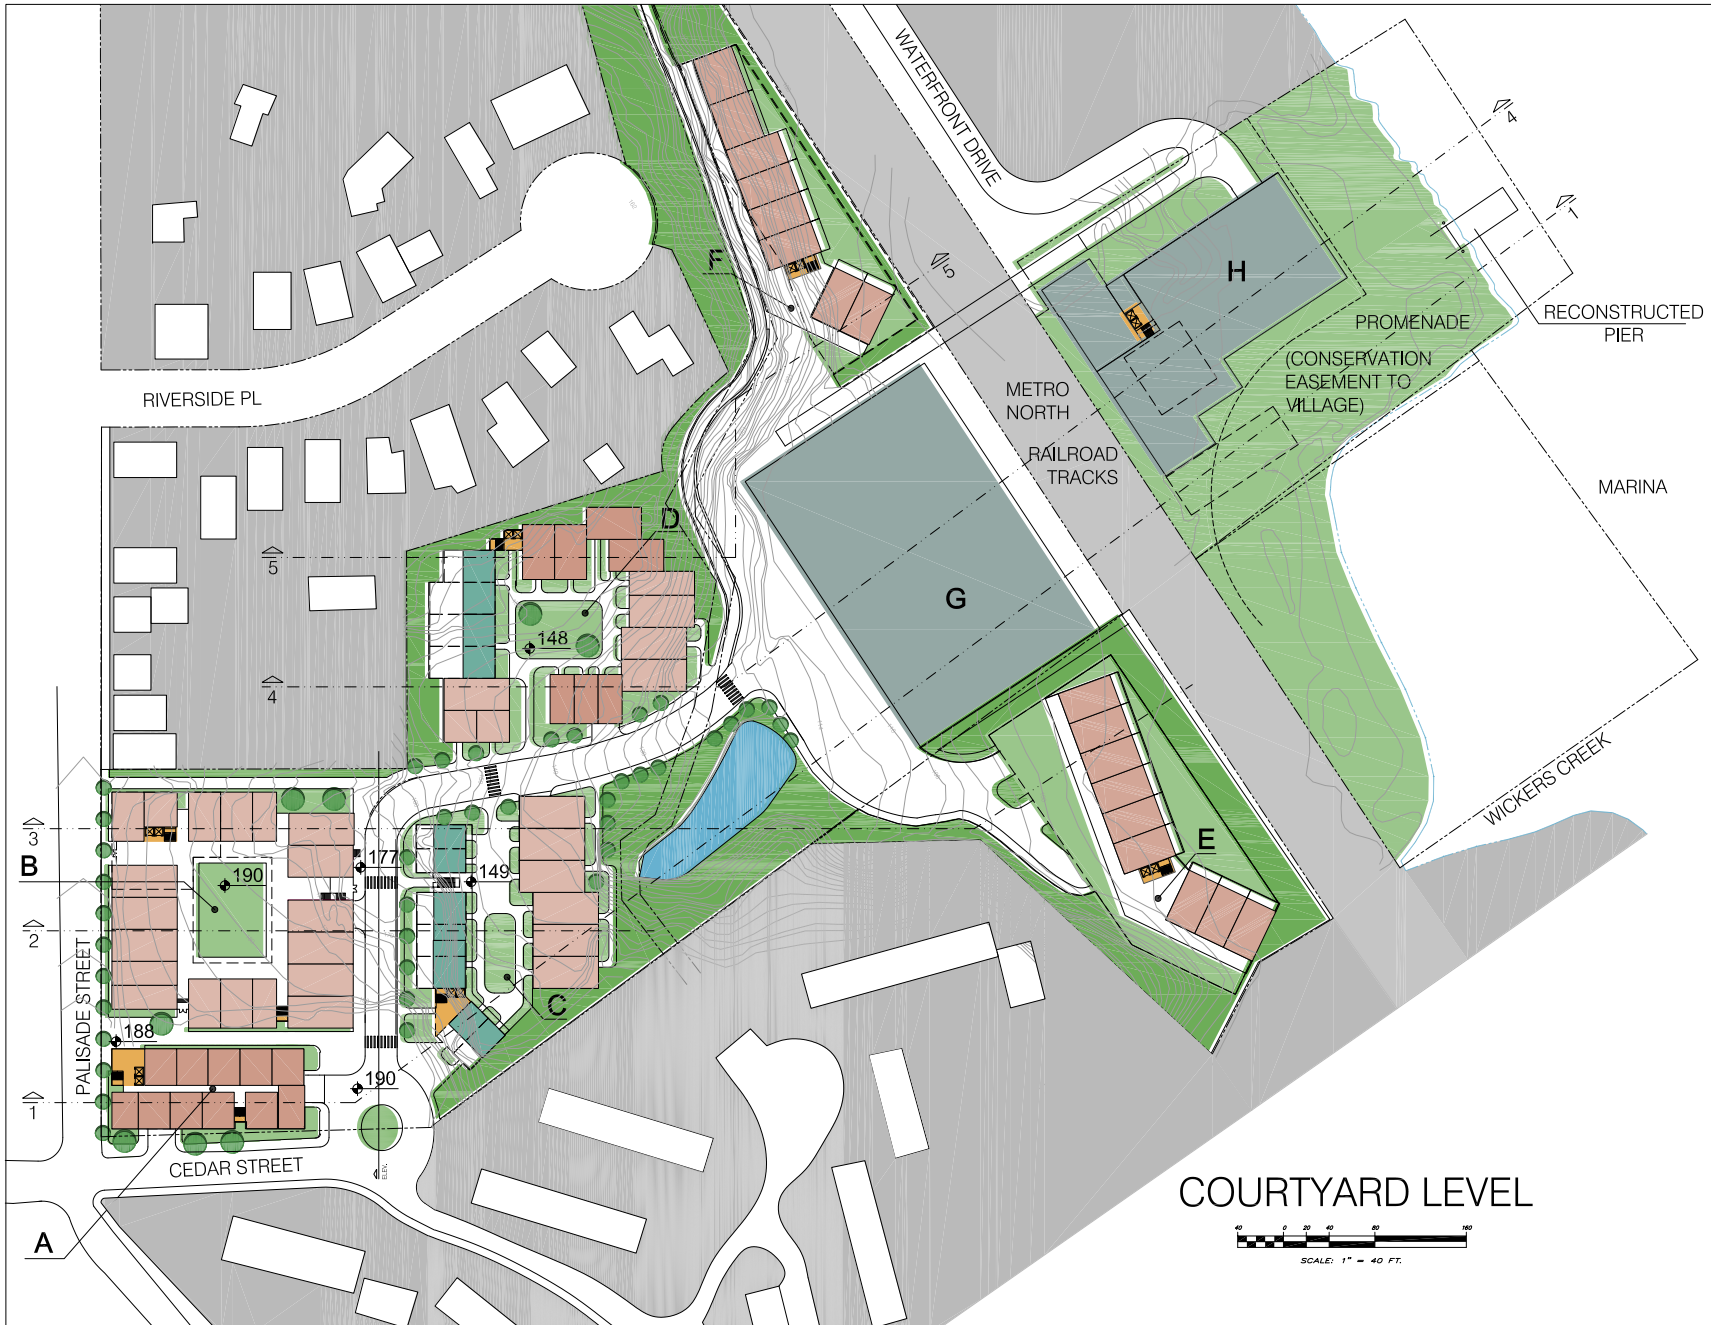 WATERFRONT DRIVE
4
1
F
5
H
RECONSTRUCTED
PIER
PROMENADE
(CONSERVATION
EASEMENT TO
VILLAGE)
METRO
NORTH
RAILROAD
TRACKS
RIVERSIDE PL
MARINA
D
5
G
148
4
WICKERS CREEK
3
B
177
190
149
E
2
PALISADE STREET
C
188
190
1
CEDAR STREET
ELEV.
A
COURTYARD LEVEL
40 0 20 40 80 160
SCALE: 1" = 40 FT.